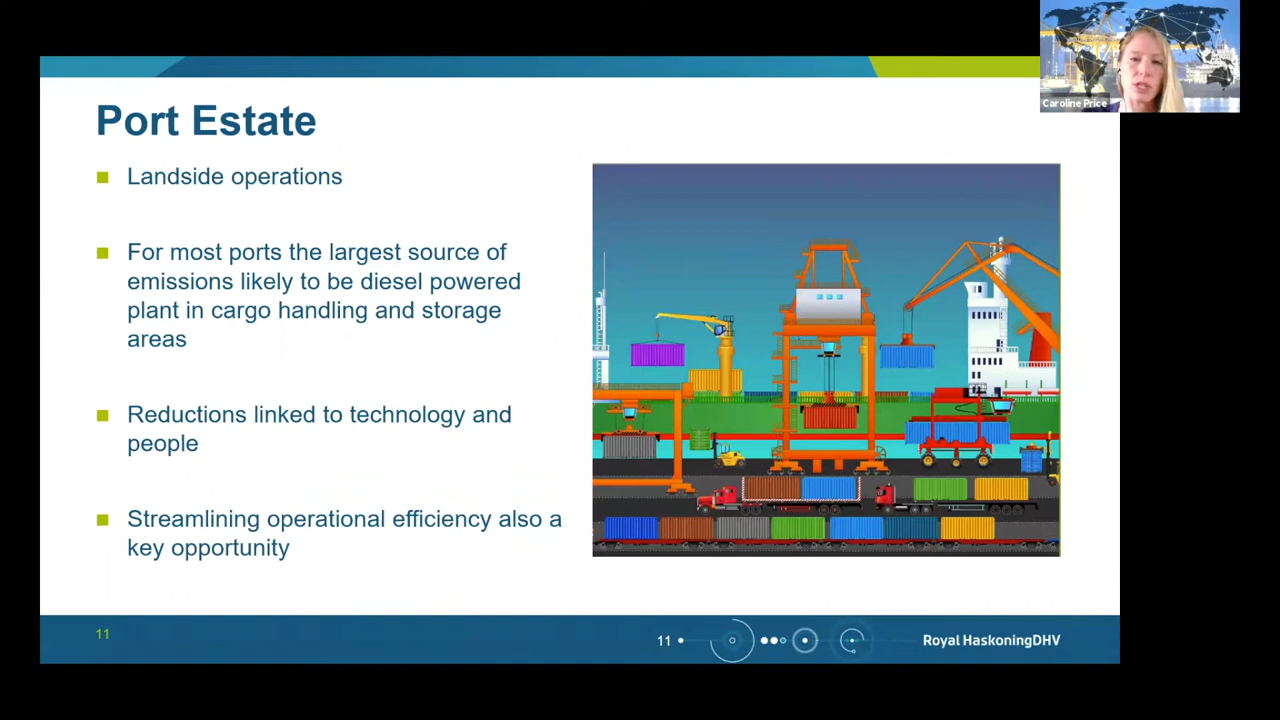 Caroline Price
Port Estate
Landside operations
For most ports the largest source of
emissions likely to be diesel powered
plant in cargo handling and storage
areas
Reductions linked to technology and
people
Streamlining operational efficiency also a
key opportunity
11
11
Royal HaskoningDHV